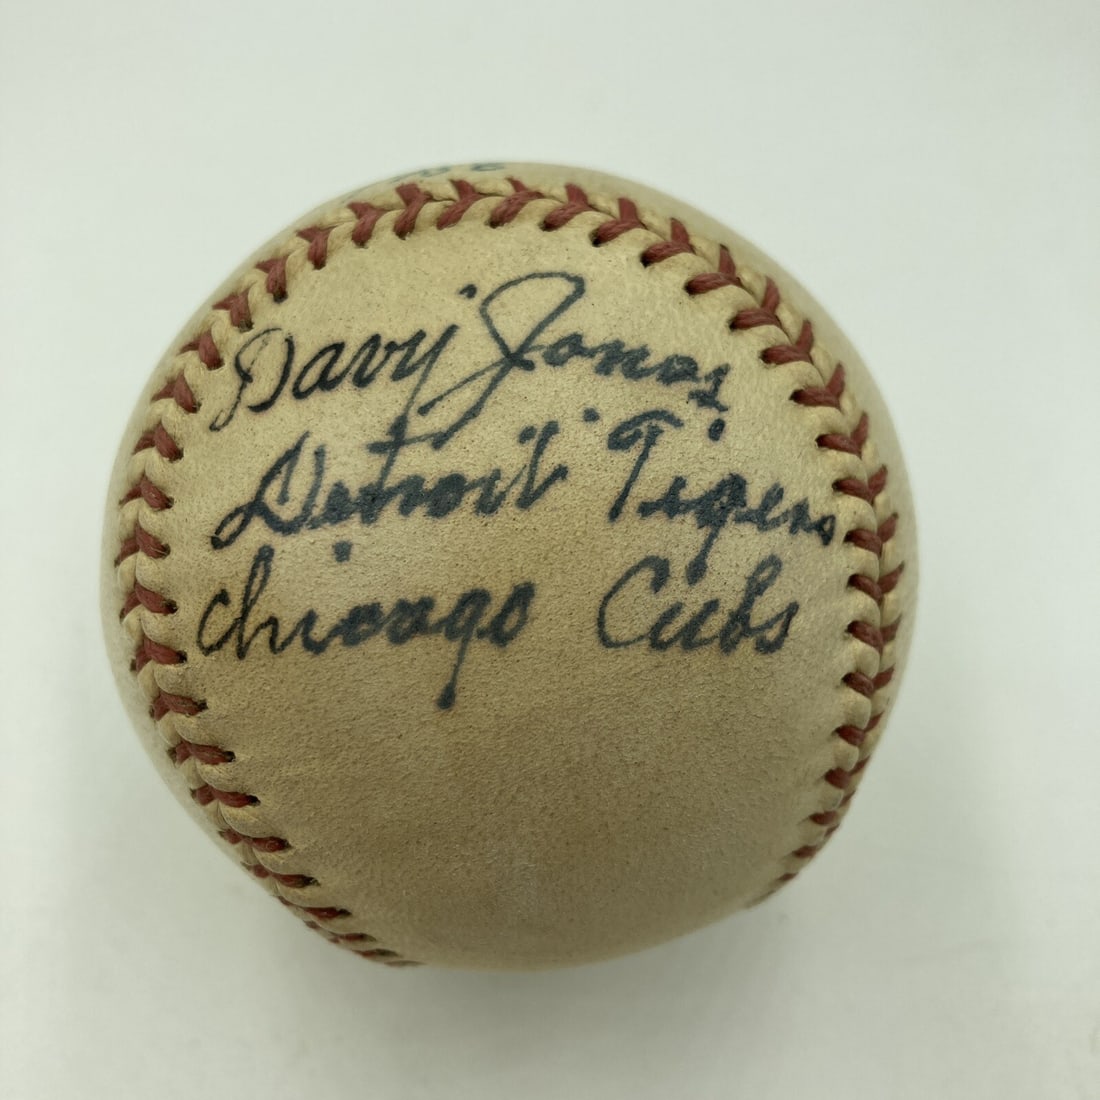 "Davy" Jones
Detroit "Tigers
Chicago Cubs